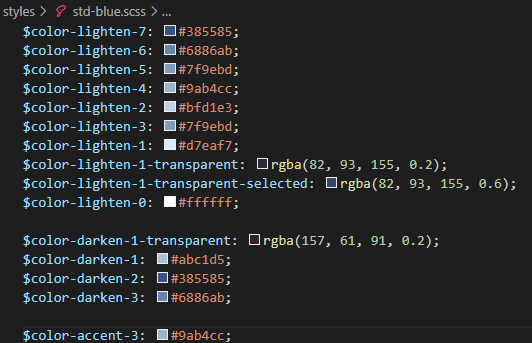 styles > std-blue.scss > ...
$color-lighten-7: #385585;
$color-lighten-6: #6886ab;
$color-lighten-5: #7f9ebd;
$color-lighten-4: #9ab4cc;
$color-lighten-2: #bfd1e3;
$color-lighten-3: #7f9ebd;
$color-lighten-1: #d7eaf7;
$color-lighten-1-transparent: rgba(82, 93, 155, 0.2);
$color-lighten-1-transparent-selected: rgba(82, 93, 155, 0.6);
$color-lighten-0: #ffffff;
$color-darken-1-transparent: rgba(157, 61, 91, 0.2);
$color-darken-1: #abc1d5;
$color-darken-2: #385585;
$color-darken-3: #6886ab;
$color-accent-3: #9ab4cc;